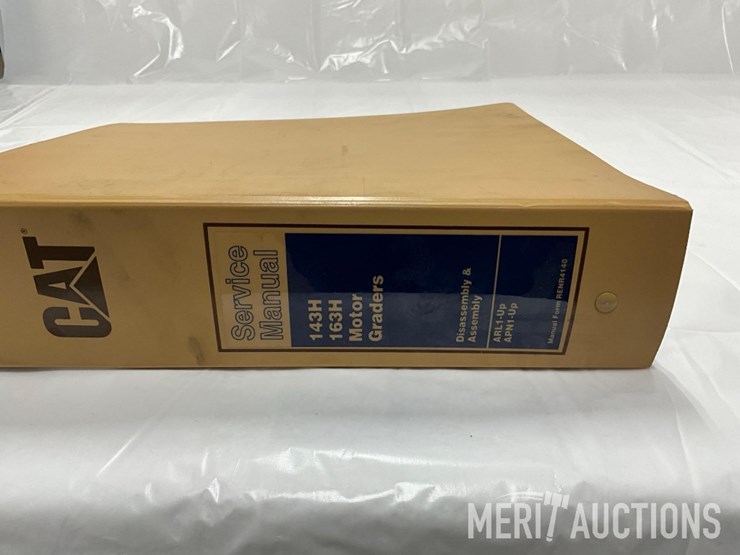 CAT
Service
Manual
143H
163H
Motor
Graders
Disassembly &
Assembly
ARL1-Up
APN1-Up
Manual Form RENR4140
MERIT AUCTIONS